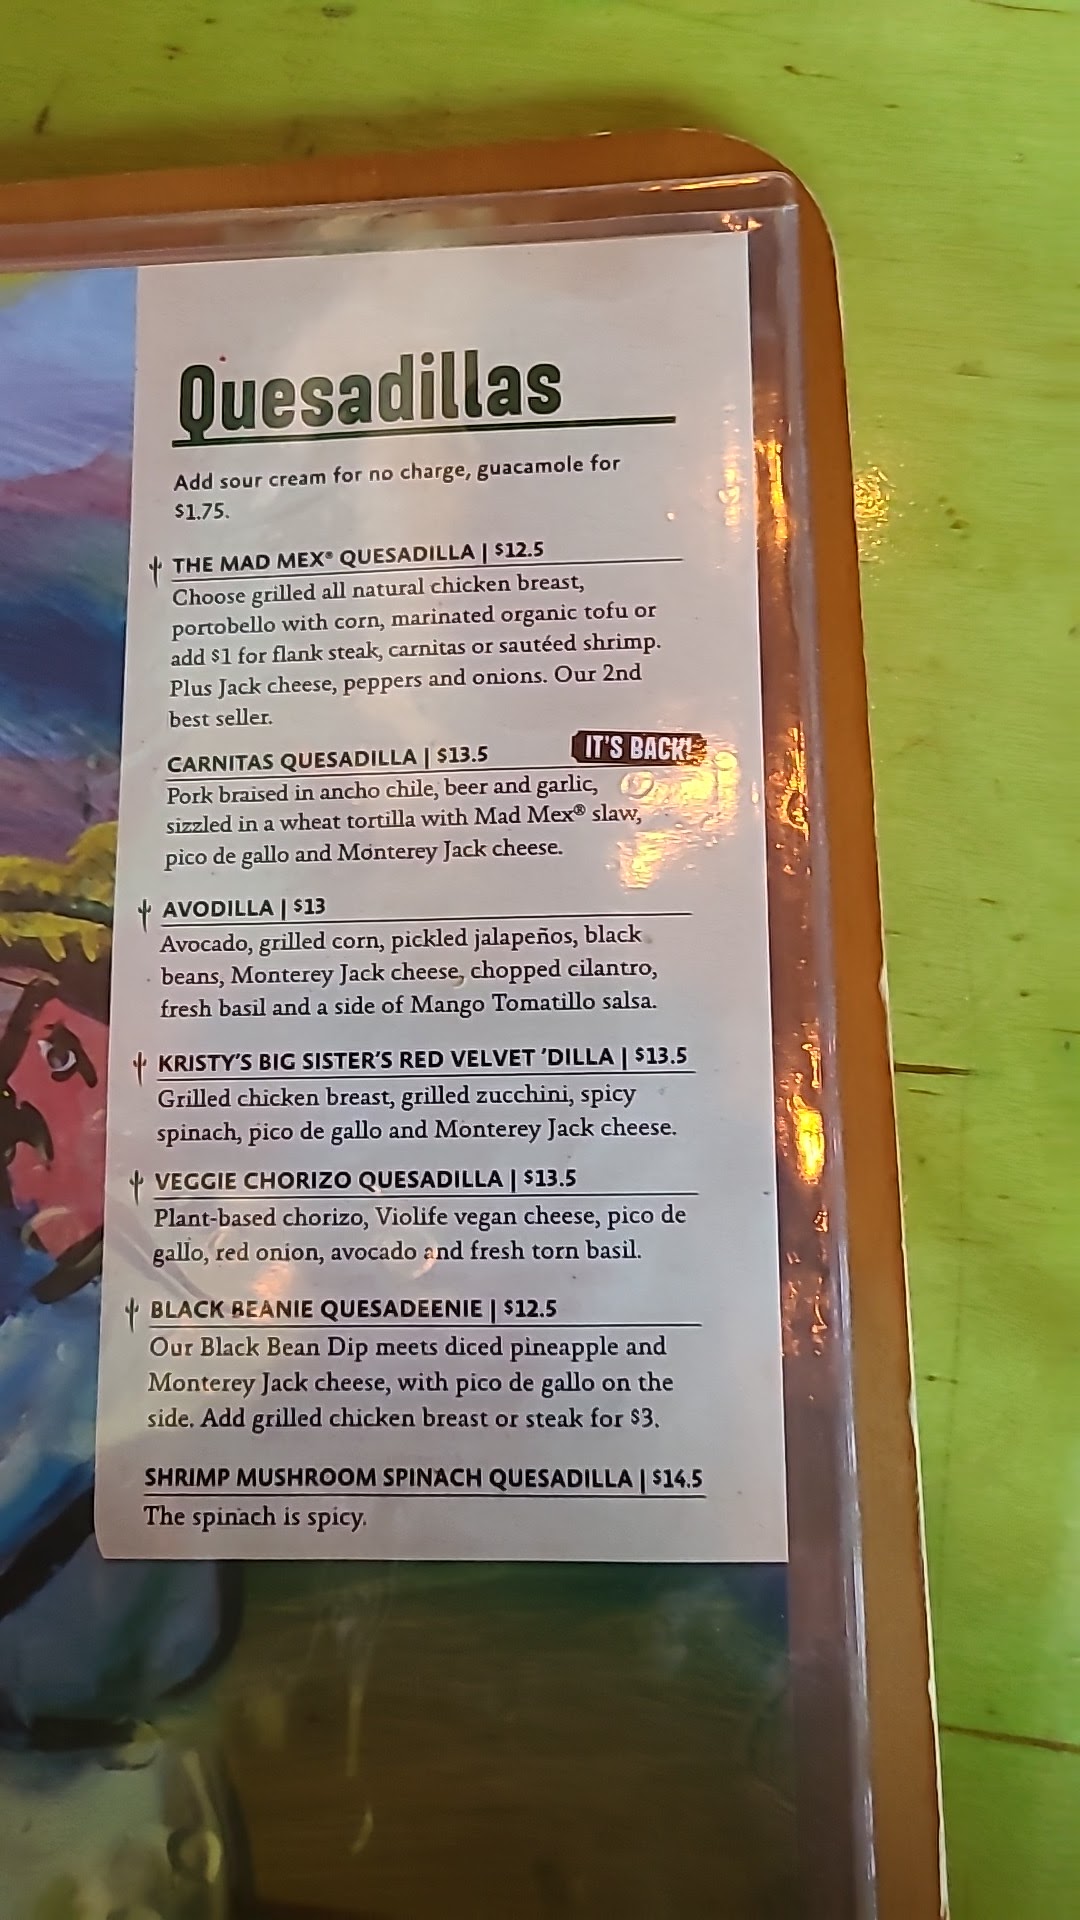 Quesadillas
Add sour cream for no charge, guacamole for
$1.75.
THE MAD MEX® QUESADILLA | $12.5
Choose grilled all natural chicken breast,
portobello with corn, marinated organic tofu or
add $1 for flank steak, carnitas or sautéed shrimp.
Plus Jack cheese, peppers and onions. Our 2nd
best seller.
CARNITAS QUESADILLA | $13.5
IT'S BACK!
Pork braised in ancho chile, beer and garlic,
sizzled in a wheat tortilla with Mad Mex® slaw,
pico de gallo and Monterey Jack cheese.
AVODILLA | $13
Avocado, grilled corn, pickled jalapeños, black
beans, Monterey Jack cheese, chopped cilantro,
fresh basil and a side of Mango Tomatillo salsa.
KRISTY'S BIG SISTER'S RED VELVET 'DILLA | $13.5
Grilled chicken breast, grilled zucchini, spicy
spinach, pico de gallo and Monterey Jack cheese.
VEGGIE CHORIZO QUESADILLA | $13.5
Plant-based chorizo, Violife vegan cheese, pico de
gallo, red onion, avocado and fresh torn basil.
BLACK BEANIE QUESADEENIE | $12.5
Our Black Bean Dip meets diced pineapple and
Monterey Jack cheese, with pico de gallo on the
side. Add grilled chicken breast or steak for $3.
SHRIMP MUSHROOM SPINACH QUESADILLA | $14.5
The spinach is spicy.